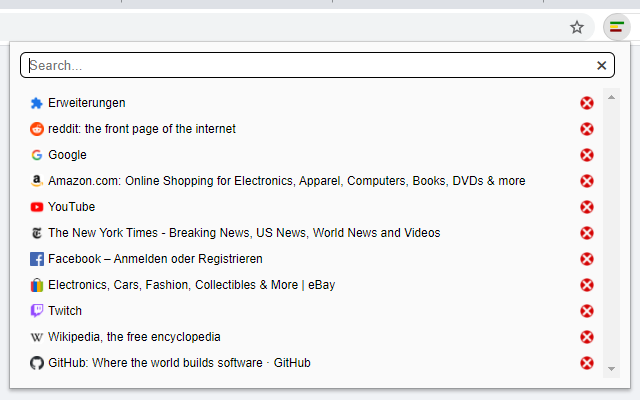 Search...
Erweiterungen
reddit: the front page of the internet
Google
Amazon.com: Online Shopping for Electronics, Apparel, Computers, Books, DVDs & more
YouTube
The New York Times - Breaking News, US News, World News and Videos
Facebook – Anmelden oder Registrieren
Electronics, Cars, Fashion, Collectibles & More | eBay
Twitch
Wikipedia, the free encyclopedia
GitHub: Where the world builds software · GitHub